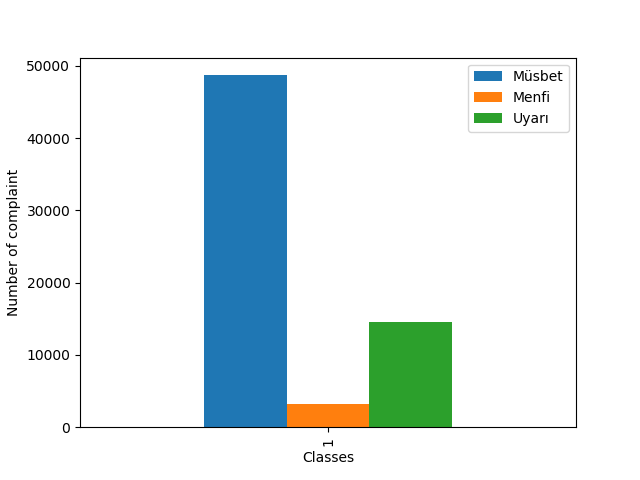 50000
40000
30000
20000
10000
0
Number of complaint
Müsbet
Menfi
Uyarı
1
Classes